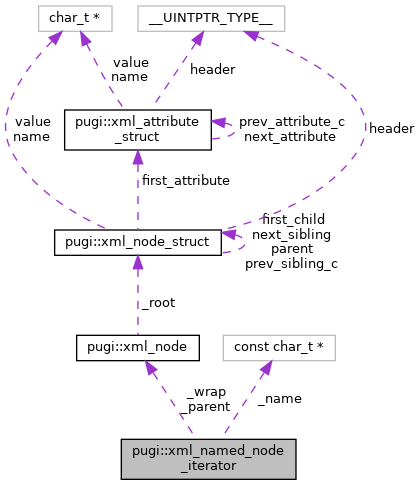 char_t *
__UINTPTR_TYPE__
value
name
header
value
name
pugi::xml_attribute
_struct
prev_attribute_c
next_attribute
header
first_attribute
pugi::xml_node_struct
first_child
next_sibling
parent
prev_sibling_c
_root
pugi::xml_node
const char_t *
_wrap
_parent
_name
pugi::xml_named_node
_iterator